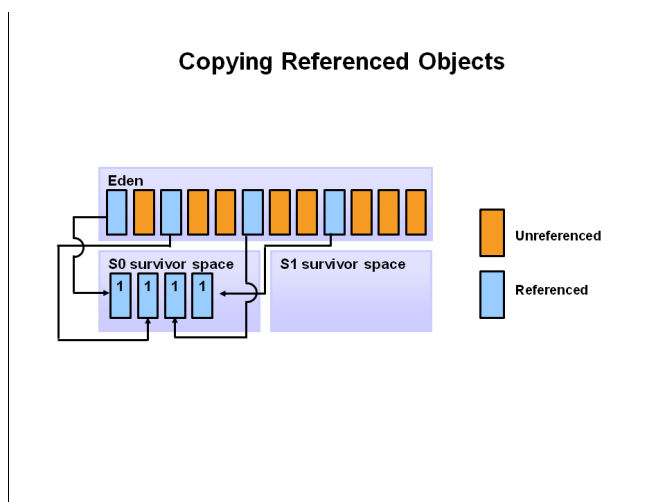 Copying Referenced Objects
Eden
S0 survivor space
S1 survivor space
1 1 1 1
Unreferenced
Referenced